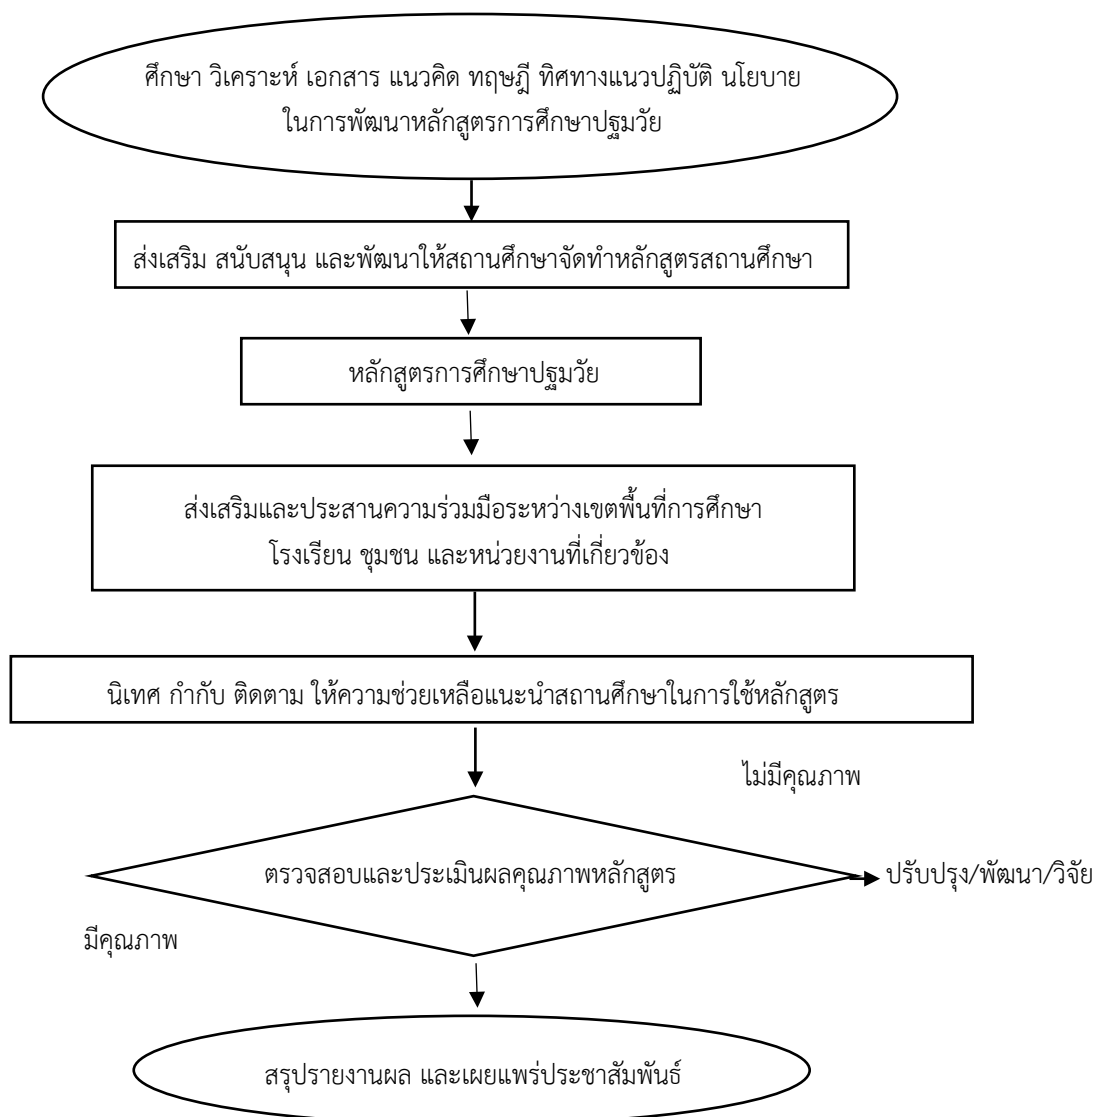 ศึกษา วิเคราะห์ เอกสาร แนวคิด ทฤษฎี ทิศทางแนวปฏิบัติ นโยบาย
ในการพัฒนาหลักสูตรการศึกษาปฐมวัย
ส่งเสริม สนับสนุน และพัฒนาให้สถานศึกษาจัดทำหลักสูตรสถานศึกษา
หลักสูตรการศึกษาปฐมวัย
ส่งเสริมและประสานความร่วมมือระหว่างเขตพื้นที่การศึกษา
โรงเรียน ชุมชน และหน่วยงานที่เกี่ยวข้อง
นิเทศ กำกับ ติดตาม ให้ความช่วยเหลือแนะนำสถานศึกษาในการใช้หลักสูตร
ไม่มีคุณภาพ
ตรวจสอบและประเมินผลคุณภาพหลักสูตร
ปรับปรุง/พัฒนา/วิจัย
มีคุณภาพ
สรุปรายงานผล และเผยแพร่ประชาสัมพันธ์